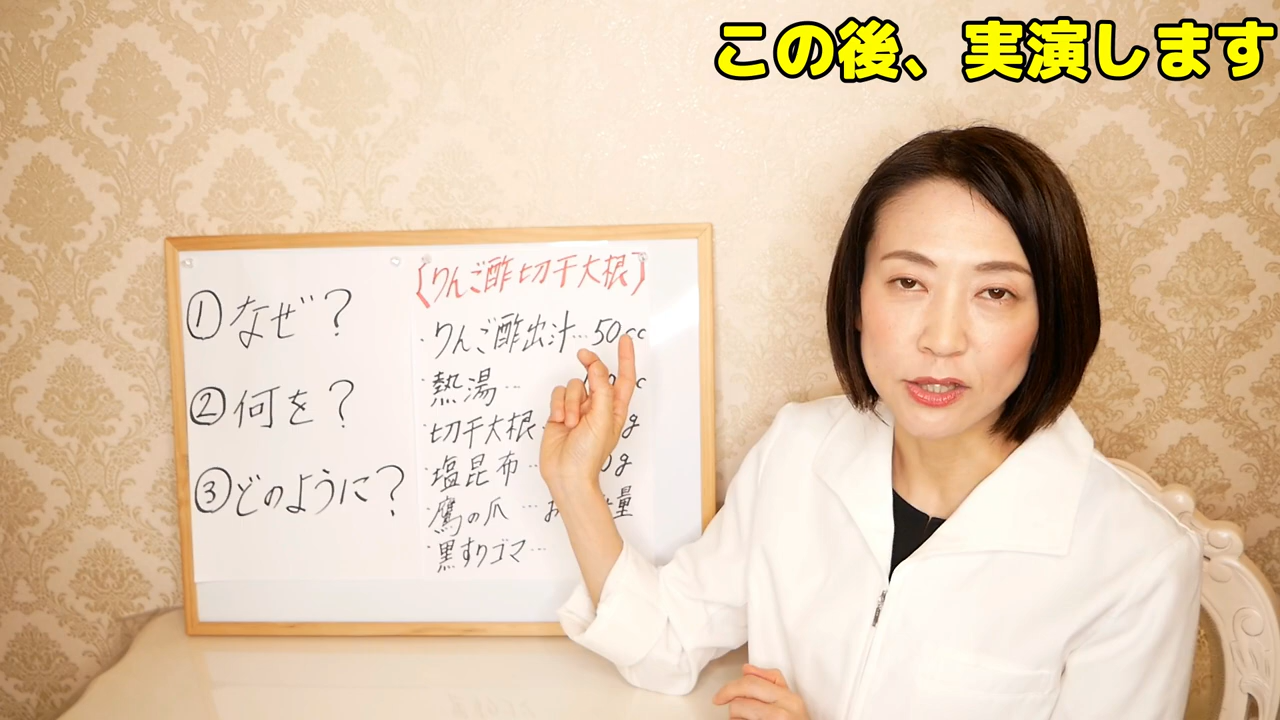 この後、実演します
①なぜ？
②何を？
③どのように？
〔りんご酢切干大根〕
・りんご酢出汁…50cc
・熱湯…
・切干大根
・塩昆布…
・鷹の爪…お 量
・黒すりゴマ…